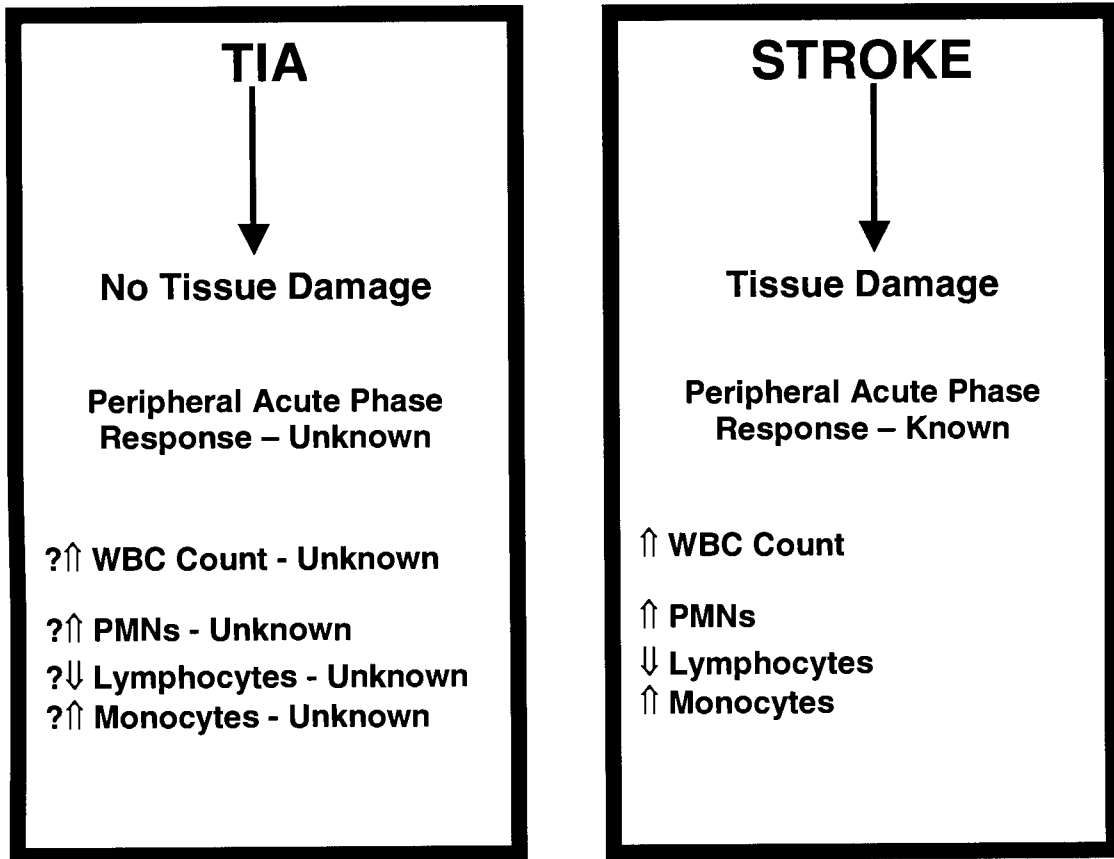 TIA
No Tissue Damage
Peripheral Acute Phase
Response – Unknown
?⇑ WBC Count - Unknown
?⇑ PMNs - Unknown
?⇓ Lymphocytes - Unknown
?⇑ Monocytes - Unknown
STROKE
Tissue Damage
Peripheral Acute Phase
Response – Known
⇑ WBC Count
⇑ PMNs
⇓ Lymphocytes
⇑ Monocytes